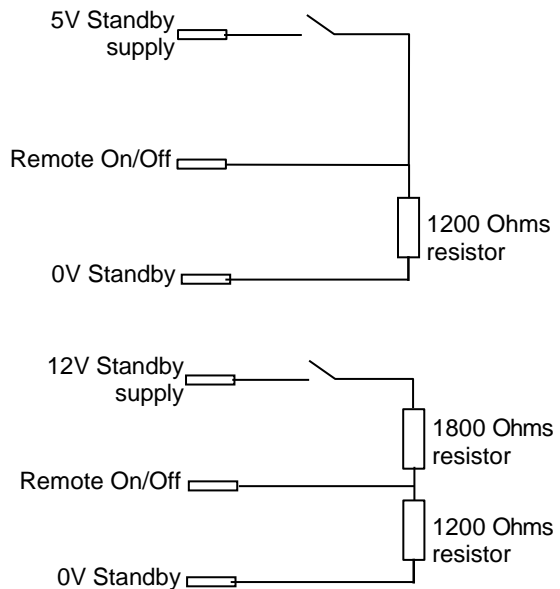 5V Standby
supply
Remote On/Off
1200 Ohms
resistor
0V Standby
12V Standby
supply
1800 Ohms
resistor
Remote On/Off
1200 Ohms
resistor
0V Standby